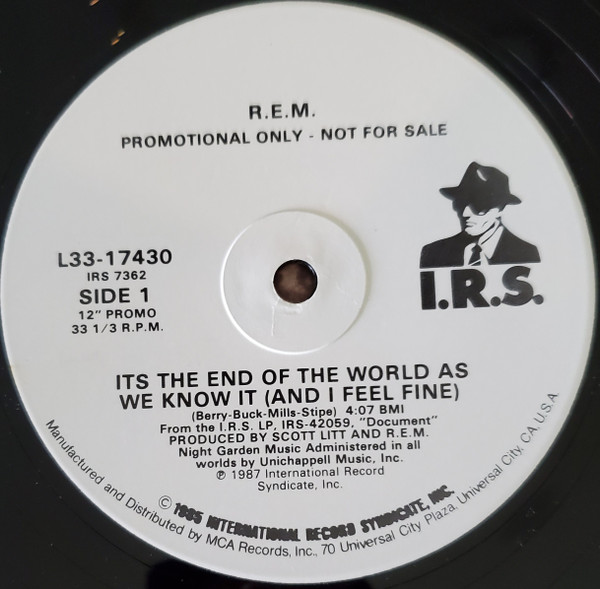 R.E.M.
PROMOTIONAL ONLY - NOT FOR SALE
L33-17430
IRS 7362
SIDE 1
12" PROMO
33 1/3 R.P.M.
I.R.S.
ITS THE END OF THE WORLD AS
WE KNOW IT (AND I FEEL FINE)
(Berry-Buck-Mills-Stipe) 4:07 BMI
From the I.R.S. LP, IRS-42059, "Document"
PRODUCED BY SCOTT LITT AND R.E.M.
Night Garden Music Administered in all
worlds by Unichappell Music, Inc.
℗ 1987 International Record
Syndicate, Inc.
© 1985 INTERNATIONAL RECORD SYNDICATE, INC.
Manufactured and Distributed by MCA Records, Inc., 70 Universal City Plaza, Universal City, CA. U.S.A